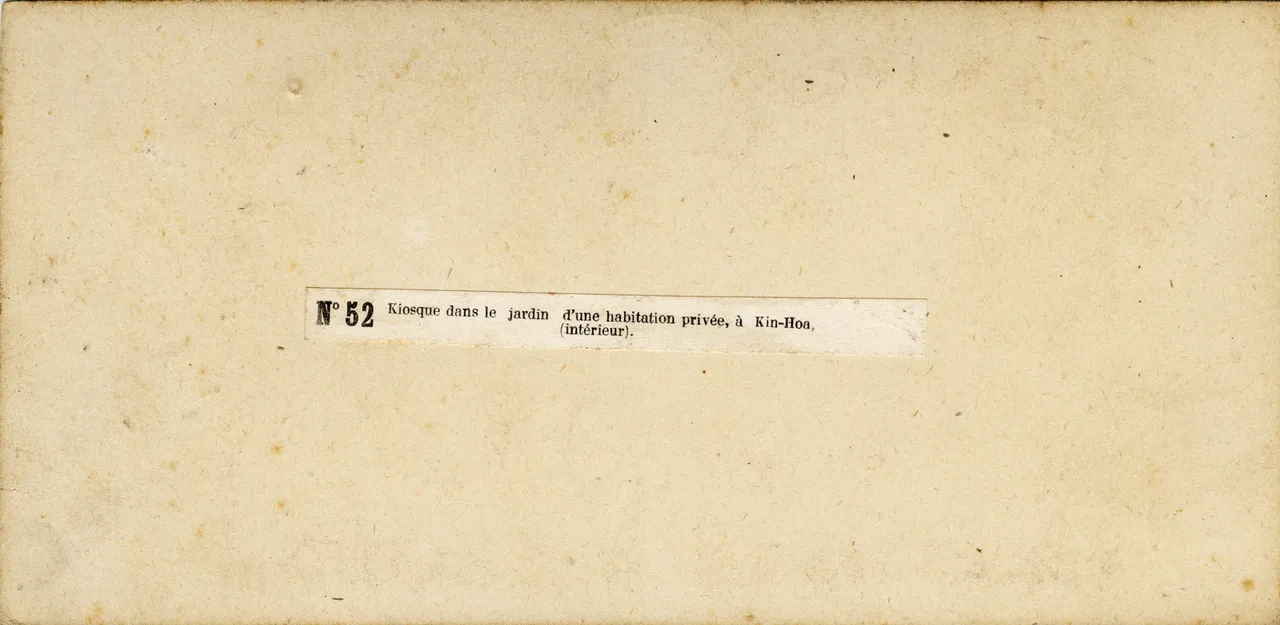 N° 52 Kiosque dans le jardin d'une habitation privée, à Kin-Hoa,
(intérieur).